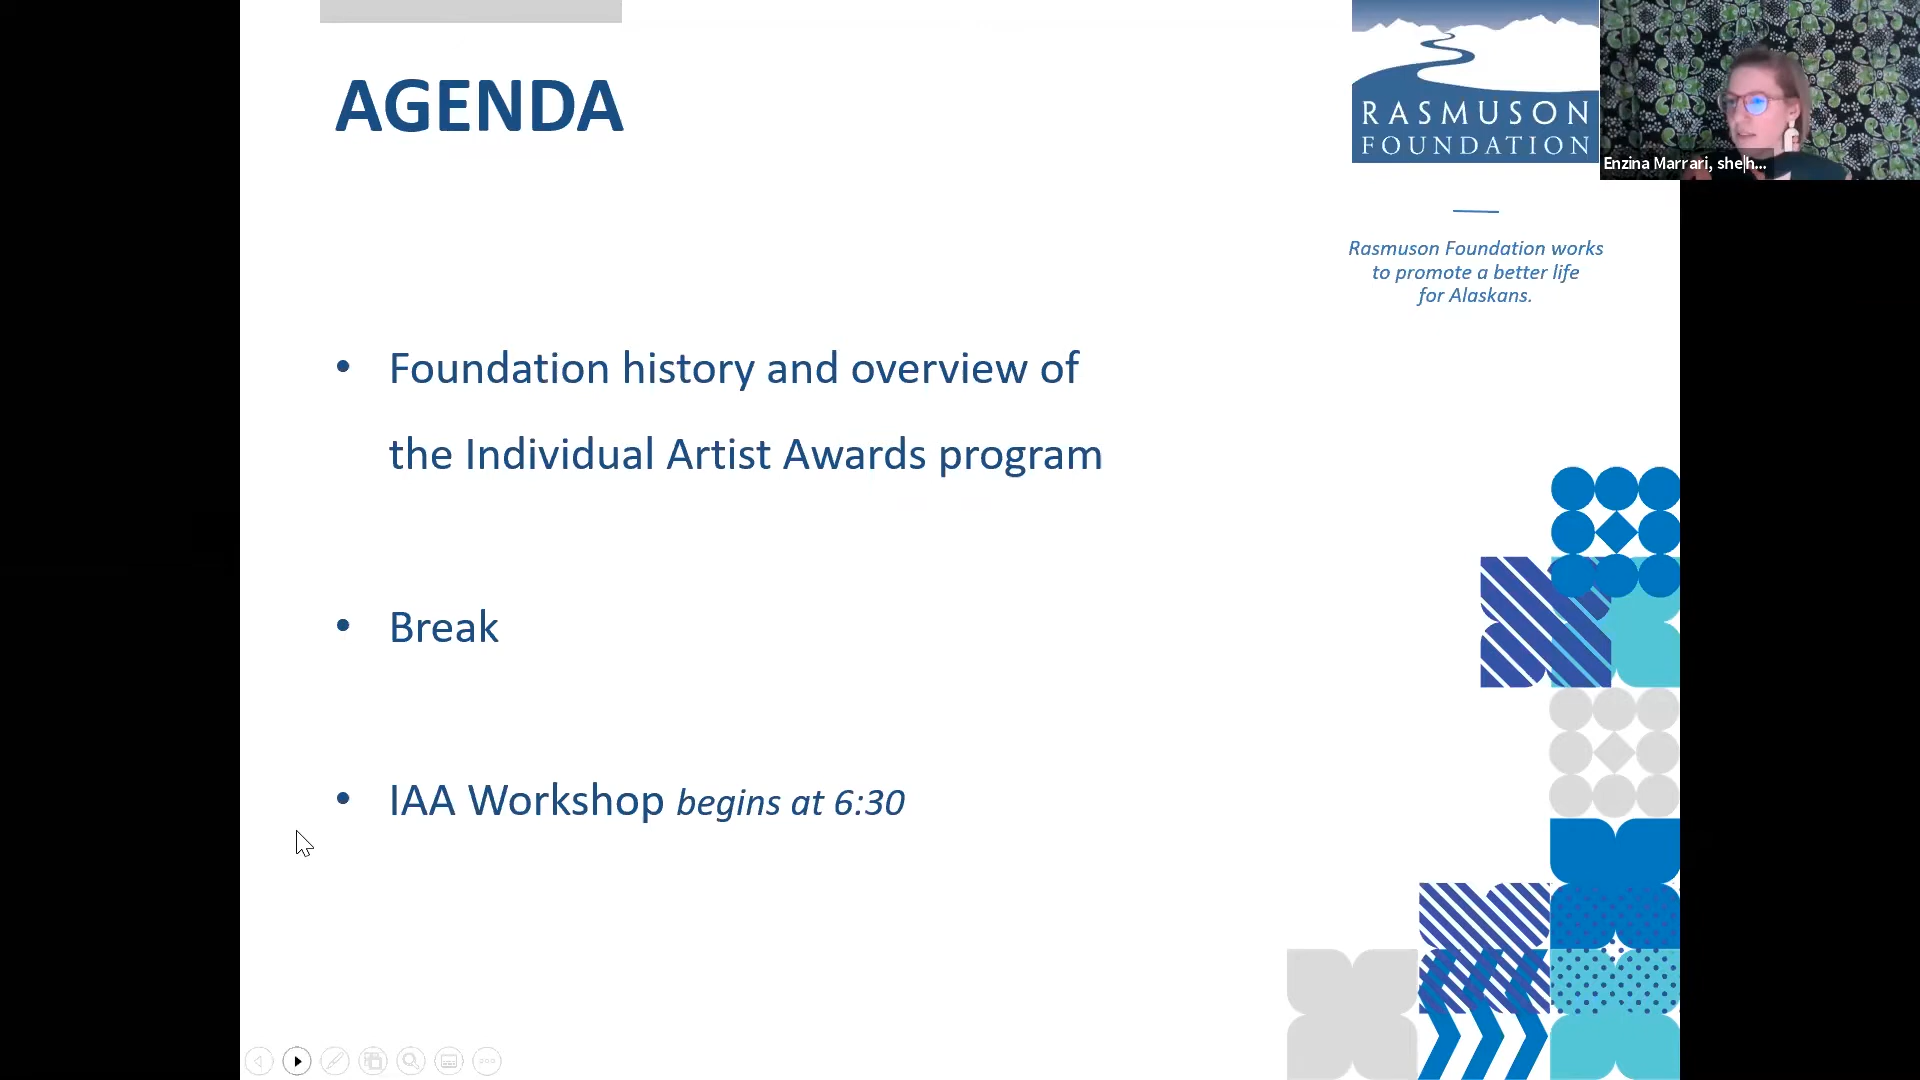 AGENDA
RASMUSON
FOUNDATION
Enzina Marrari, she|h...
Rasmuson Foundation works
to promote a better life
for Alaskans.
• Foundation history and overview of
the Individual Artist Awards program
• Break
• IAA Workshop begins at 6:30